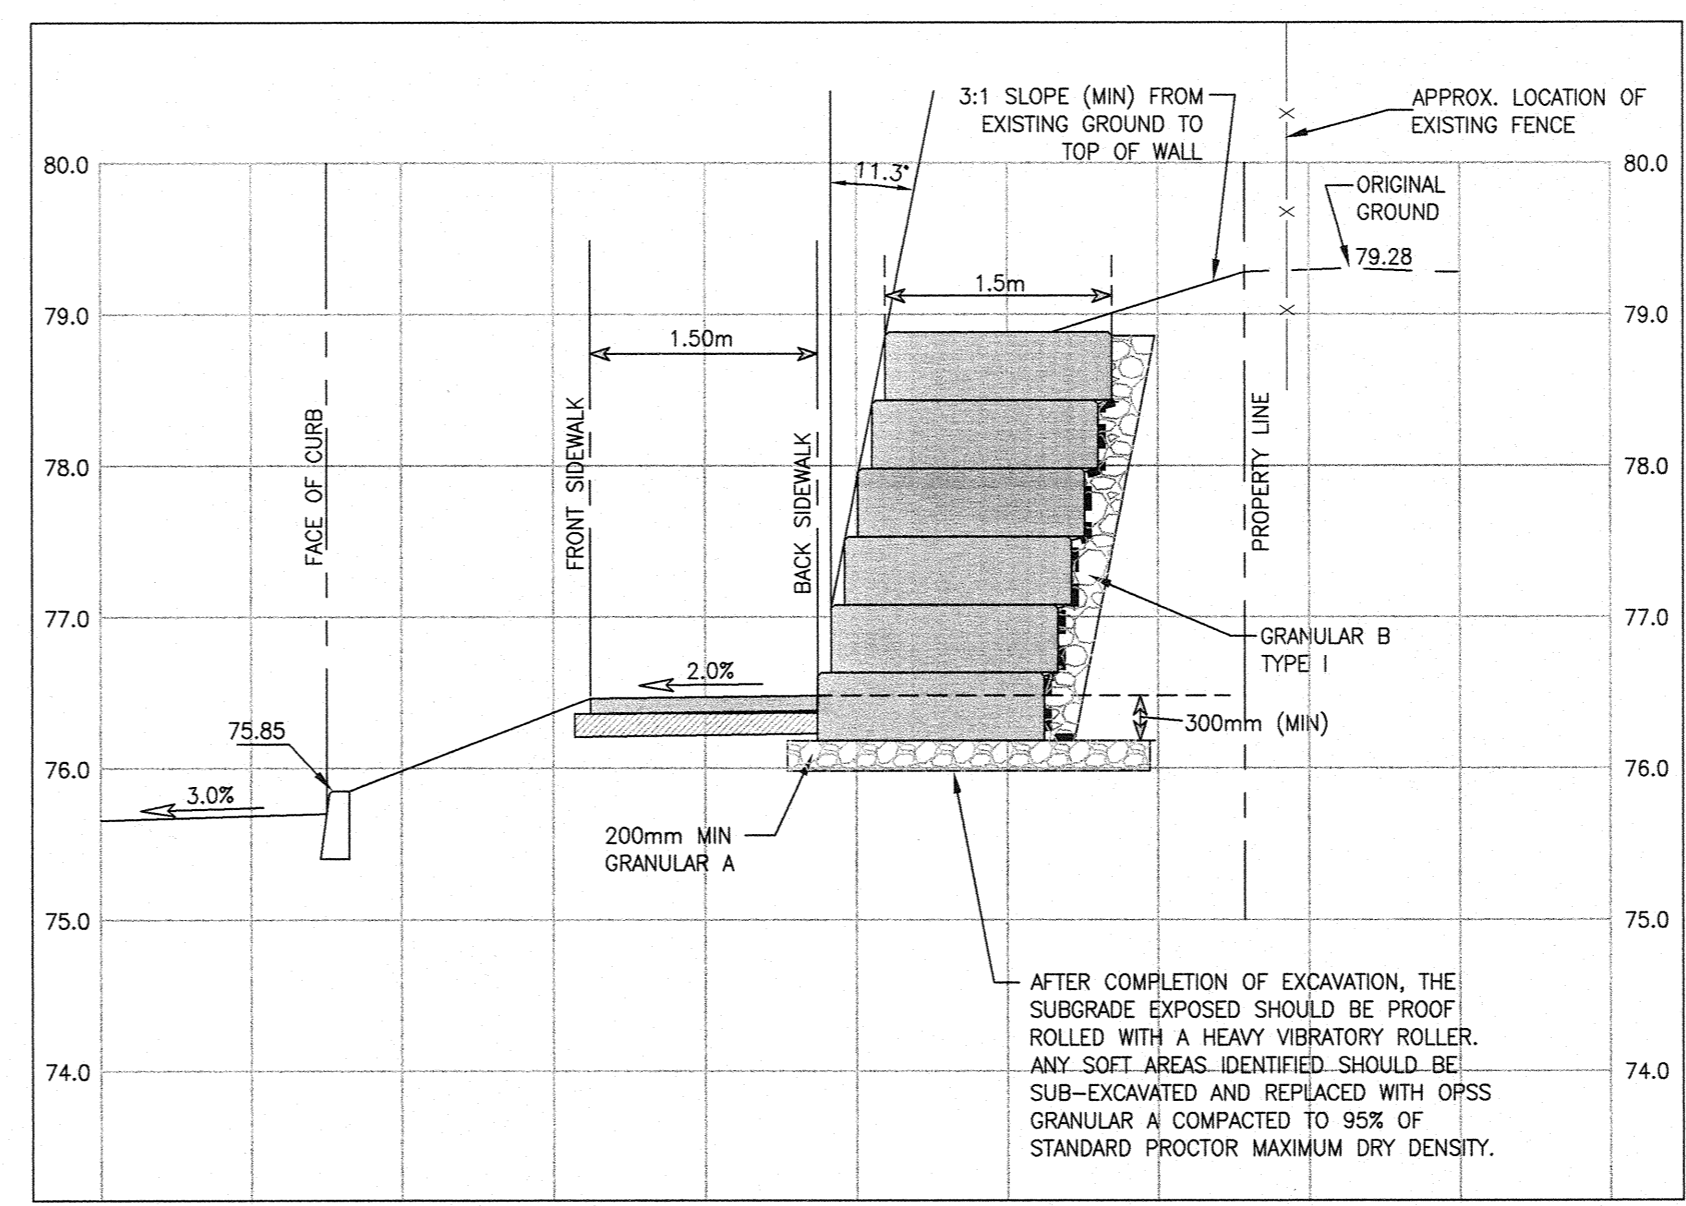 3:1 SLOPE (MIN) FROM
EXISTING GROUND TO
TOP OF WALL
APPROX. LOCATION OF
EXISTING FENCE
80.0
80.0
11.3°
ORIGINAL
GROUND
79.28
1.5m
79.0
79.0
1.50m
FACE OF CURB
FRONT SIDEWALK
BACK SIDEWALK
PROPERTY LINE
78.0
78.0
77.0
77.0
GRANULAR B
TYPE I
2.0%
300mm (MIN)
75.85
76.0
76.0
3.0%
200mm MIN
GRANULAR A
75.0
75.0
AFTER COMPLETION OF EXCAVATION, THE
SUBGRADE EXPOSED SHOULD BE PROOF
ROLLED WITH A HEAVY VIBRATORY ROLLER.
ANY SOFT AREAS IDENTIFIED SHOULD BE
SUB-EXCAVATED AND REPLACED WITH OPSS
GRANULAR A COMPACTED TO 95% OF
STANDARD PROCTOR MAXIMUM DRY DENSITY.
74.0
74.0